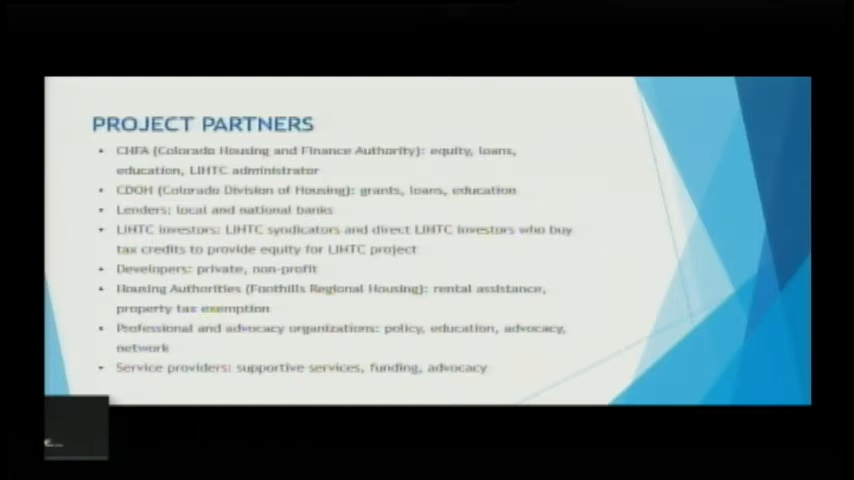 PROJECT PARTNERS
• CHFA (Colorado Housing and Finance Authority): equity, loans,
education, LIHTC administrator
• CDOH (Colorado Division of Housing): grants, loans, education
• Lenders: local and national banks
• LIHTC investors: LIHTC syndicators and direct LIHTC investors who buy
tax credits to provide equity for LIHTC project
• Developers: private, non-profit
• Housing Authorities (Foothills Regional Housing): rental assistance,
property tax exemption
• Professional and advocacy organizations: policy, education, advocacy,
network
• Service providers: supportive services, funding, advocacy